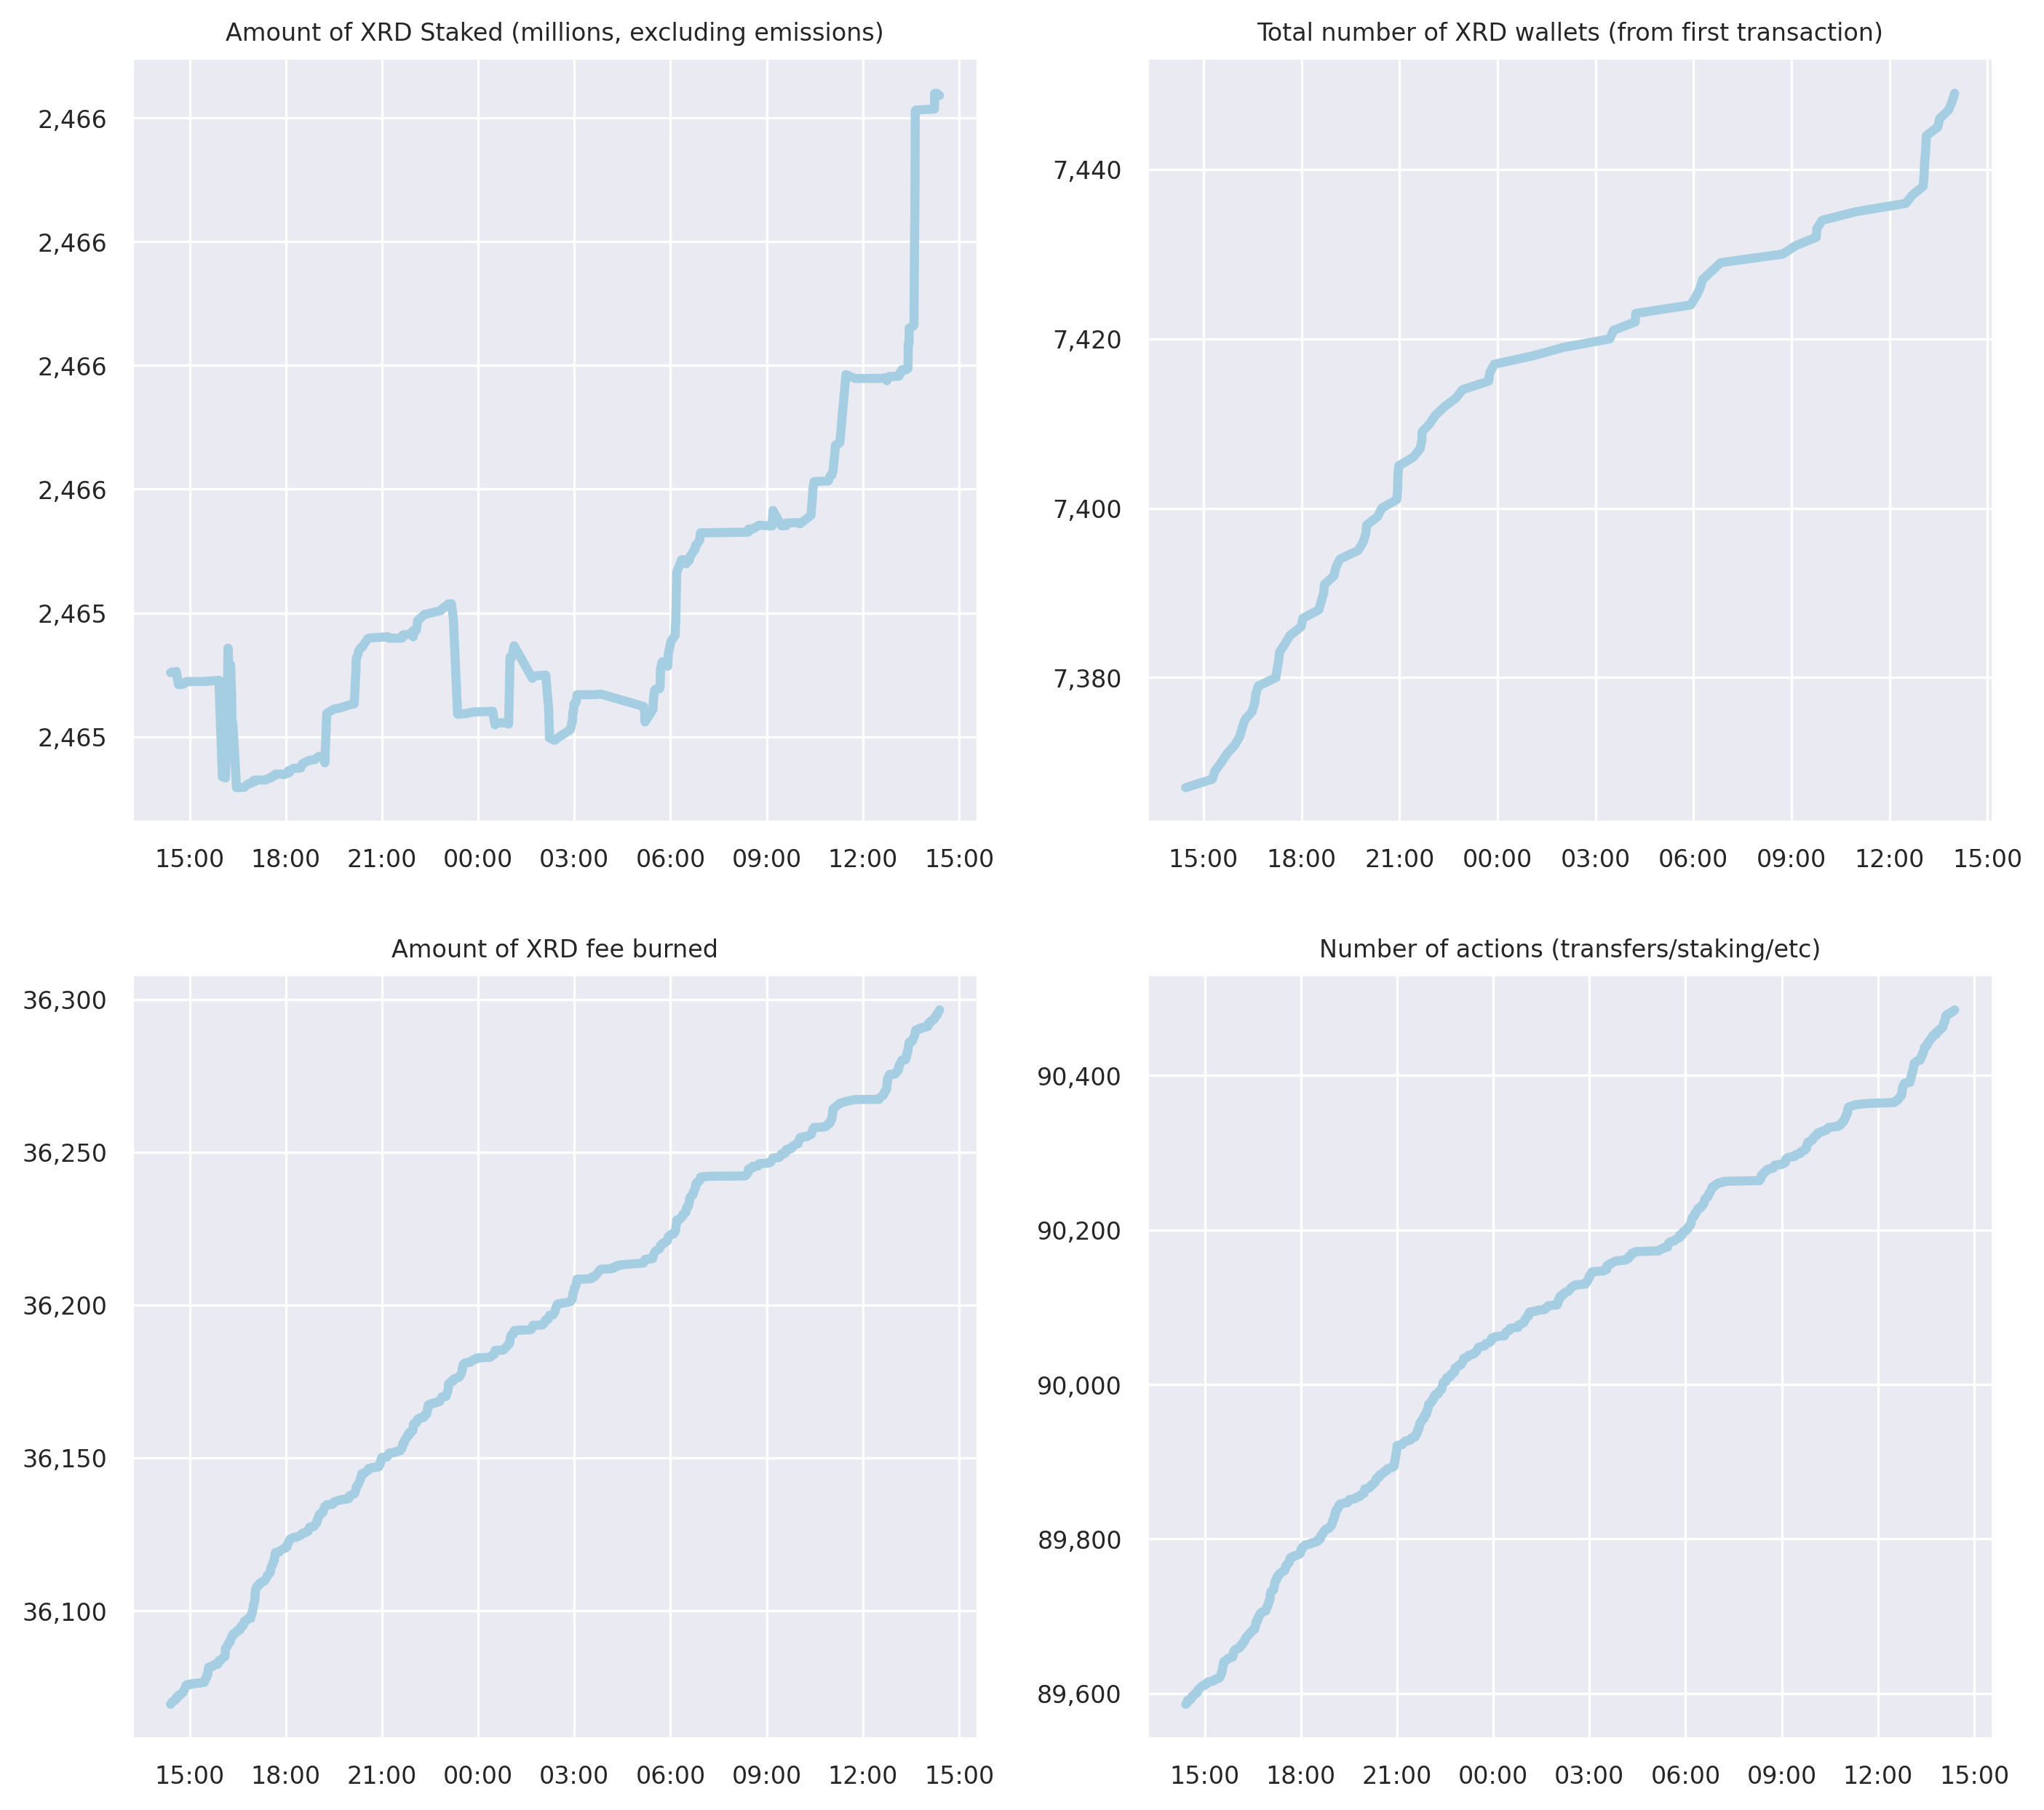 Amount of XRD Staked (millions, excluding emissions)
2,466
2,466
2,466
2,466
2,465
2,465
15:00 18:00 21:00 00:00 03:00 06:00 09:00 12:00 15:00
Total number of XRD wallets (from first transaction)
7,440
7,420
7,400
7,380
15:00 18:00 21:00 00:00 03:00 06:00 09:00 12:00 15:00
Amount of XRD fee burned
36,300
36,250
36,200
36,150
36,100
15:00 18:00 21:00 00:00 03:00 06:00 09:00 12:00 15:00
Number of actions (transfers/staking/etc)
90,400
90,200
90,000
89,800
89,600
15:00 18:00 21:00 00:00 03:00 06:00 09:00 12:00 15:00